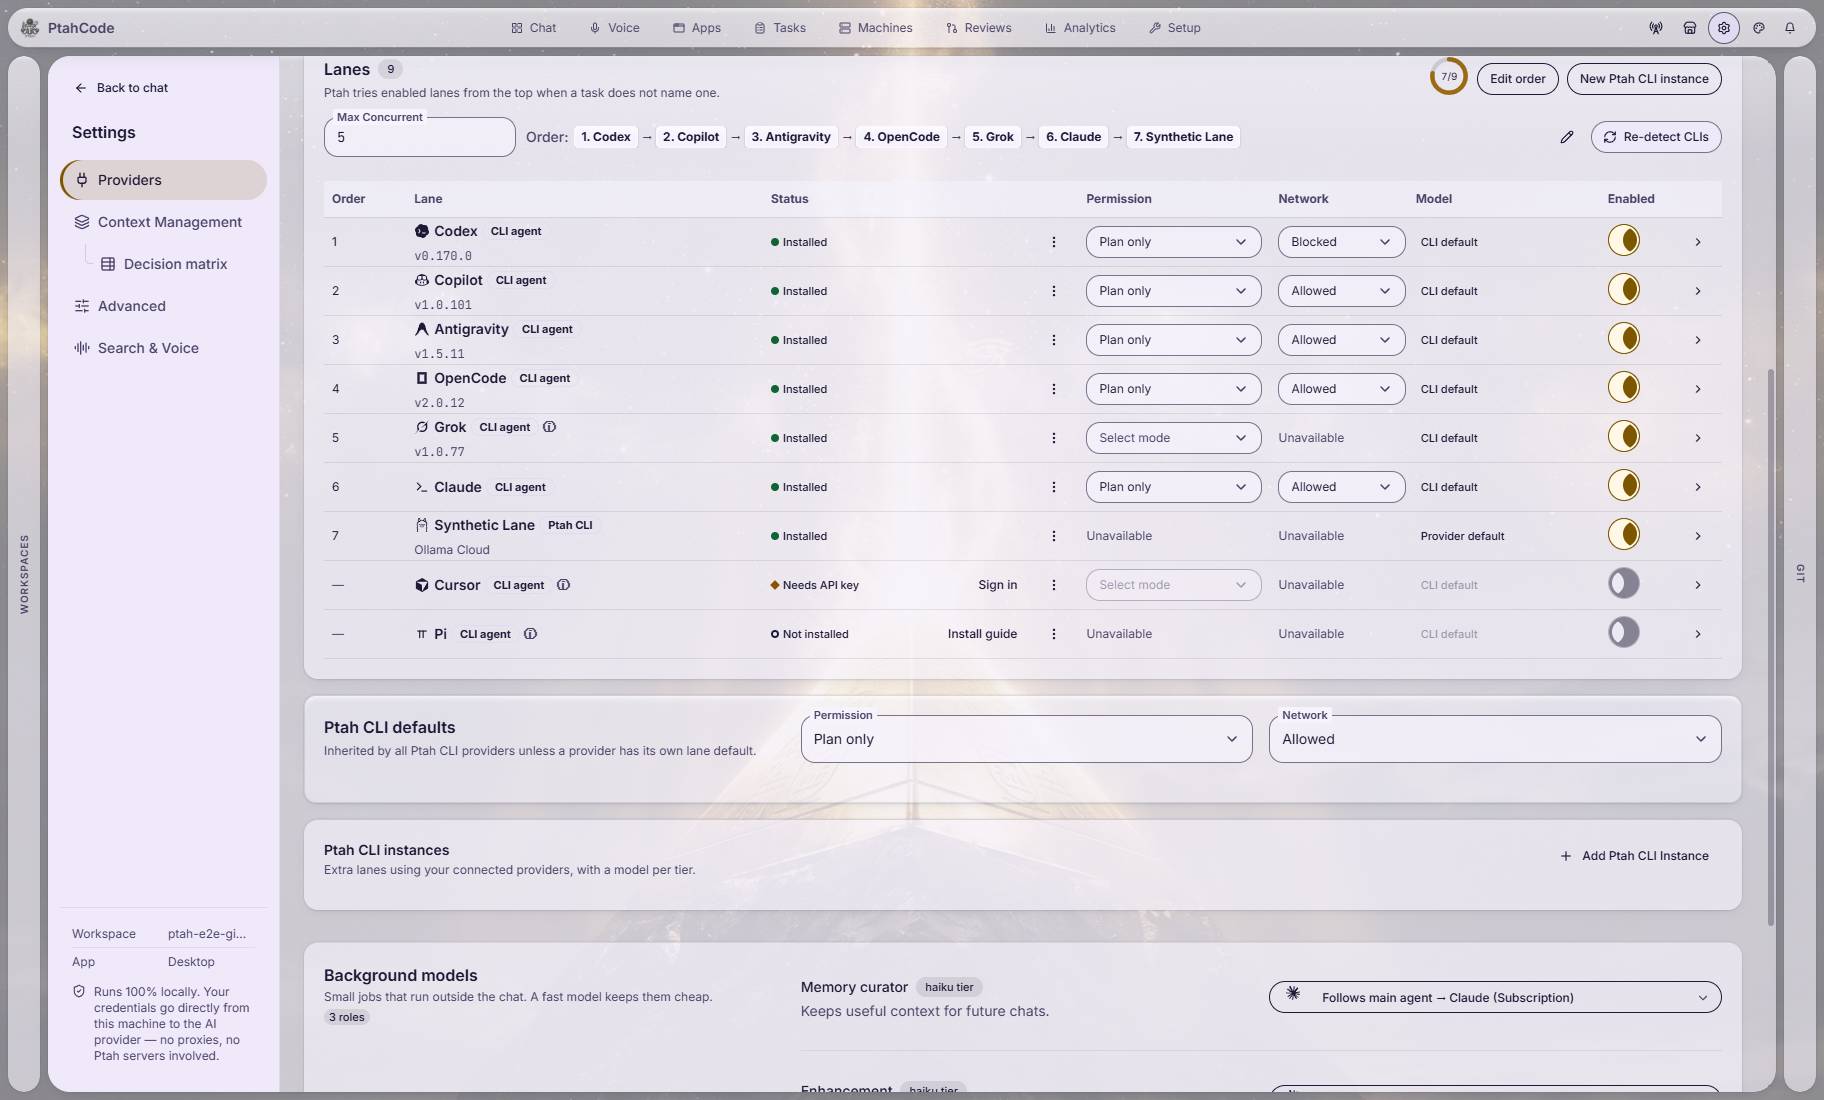 PtahCode
Chat
Voice
Apps
Tasks
Machines
Reviews
Analytics
Setup
WORKSPACES
Back to chat
Settings
Providers
Context Management
Decision matrix
Advanced
Search & Voice
Workspace ptah-e2e-gi...
App Desktop
Runs 100% locally. Your
credentials go directly from
this machine to the AI
provider — no proxies, no
Ptah servers involved.
Lanes 9
Ptah tries enabled lanes from the top when a task does not name one.
7/9
Edit order
New Ptah CLI instance
Max Concurrent
5
Order: 1. Codex → 2. Copilot → 3. Antigravity → 4. OpenCode → 5. Grok → 6. Claude → 7. Synthetic Lane
Re-detect CLIs
Order Lane Status Permission Network Model Enabled
1 Codex CLI agent Installed Plan only Blocked CLI default
v0.170.0
2 Copilot CLI agent Installed Plan only Allowed CLI default
v1.0.101
3 Antigravity CLI agent Installed Plan only Allowed CLI default
v1.5.11
4 OpenCode CLI agent Installed Plan only Allowed CLI default
v2.0.12
5 Grok CLI agent Installed Select mode Unavailable CLI default
v1.0.77
6 Claude CLI agent Installed Plan only Allowed CLI default
7 Synthetic Lane Ptah CLI Installed Unavailable Unavailable Provider default
Ollama Cloud
— Cursor CLI agent Needs API key Sign in Select mode Unavailable CLI default
— Pi CLI agent Not installed Install guide Unavailable Unavailable CLI default
Ptah CLI defaults
Inherited by all Ptah CLI providers unless a provider has its own lane default.
Permission
Plan only
Network
Allowed
Ptah CLI instances
Extra lanes using your connected providers, with a model per tier.
+ Add Ptah CLI Instance
Background models
Small jobs that run outside the chat. A fast model keeps them cheap.
3 roles
Memory curator haiku tier
Keeps useful context for future chats.
Follows main agent → Claude (Subscription)
Enhancement haiku tier
GIT